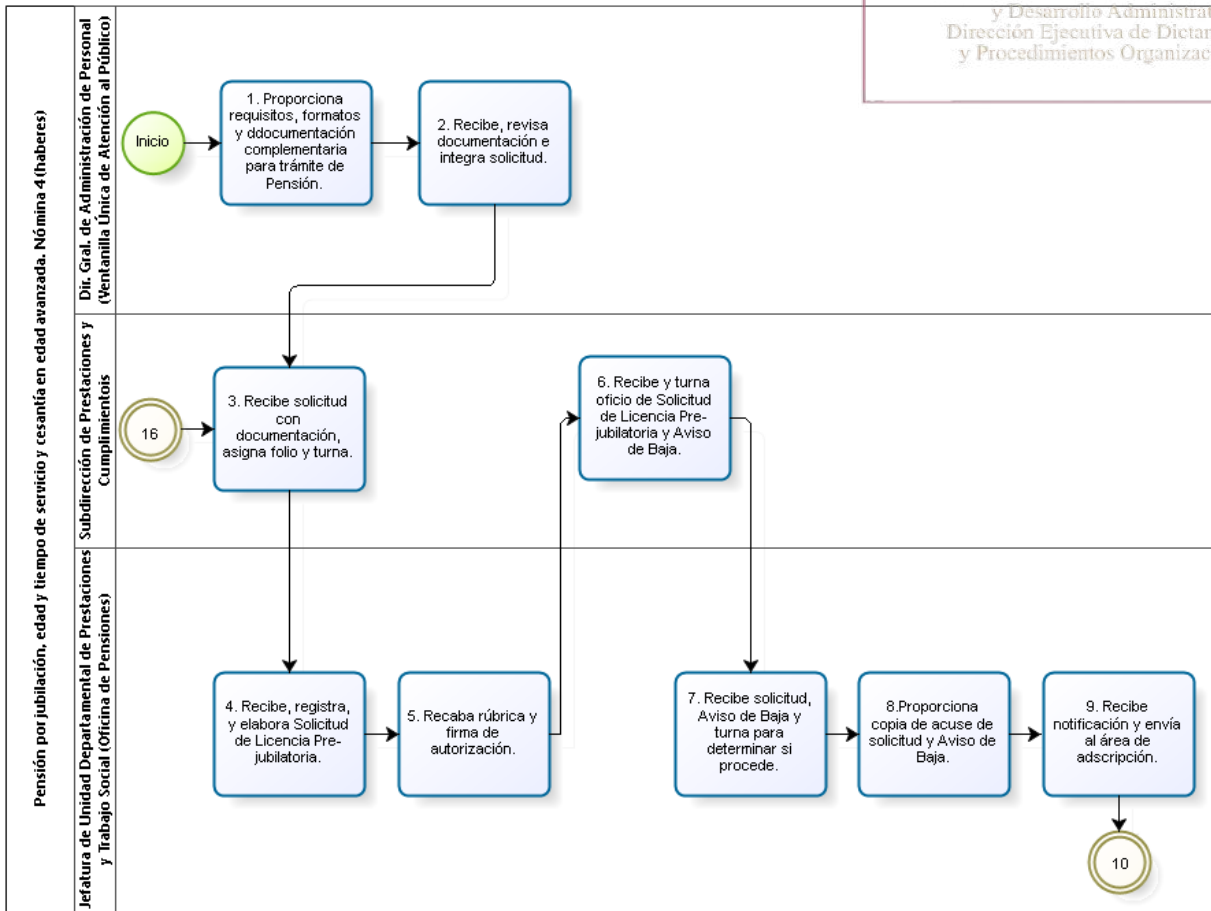 y Desarrollo Administrat
Dirección Ejecutiva de Dictam
y Procedimientos Organizac
Pensión por jubilación, edad y tiempo de servicio y cesantía en edad avanzada. Nómina 4 (haberes)
Dir. Gral. de Administración de Personal
(Ventanilla Única de Atención al Público)
Inicio
1. Proporciona
requisitos, formatos
y ddocumentación
complementaria
para trámite de
Pensión.
2. Recibe, revisa
documentación e
integra solicitud.
Subdirección de Prestaciones y
Cumplimientois
16
3. Recibe solicitud
con
documentación,
asigna folio y turna.
6. Recibe y turna
oficio de Solicitud
de Licencia Pre-
jubilatoria y Aviso
de Baja.
Jefatura de Unidad Departamental de Prestaciones
y Trabajo Social (Oficina de Pensiones)
4. Recibe, registra,
y elabora Solicitud
de Licencia Pre-
jubilatoria.
5. Recaba rúbrica y
firma de
autorización.
7. Recibe solicitud,
Aviso de Baja y
turna para
determinar si
procede.
8.Proporciona
copia de acuse de
solicitud y Aviso de
Baja.
9. Recibe
notificación y envía
al área de
adscripción.
10